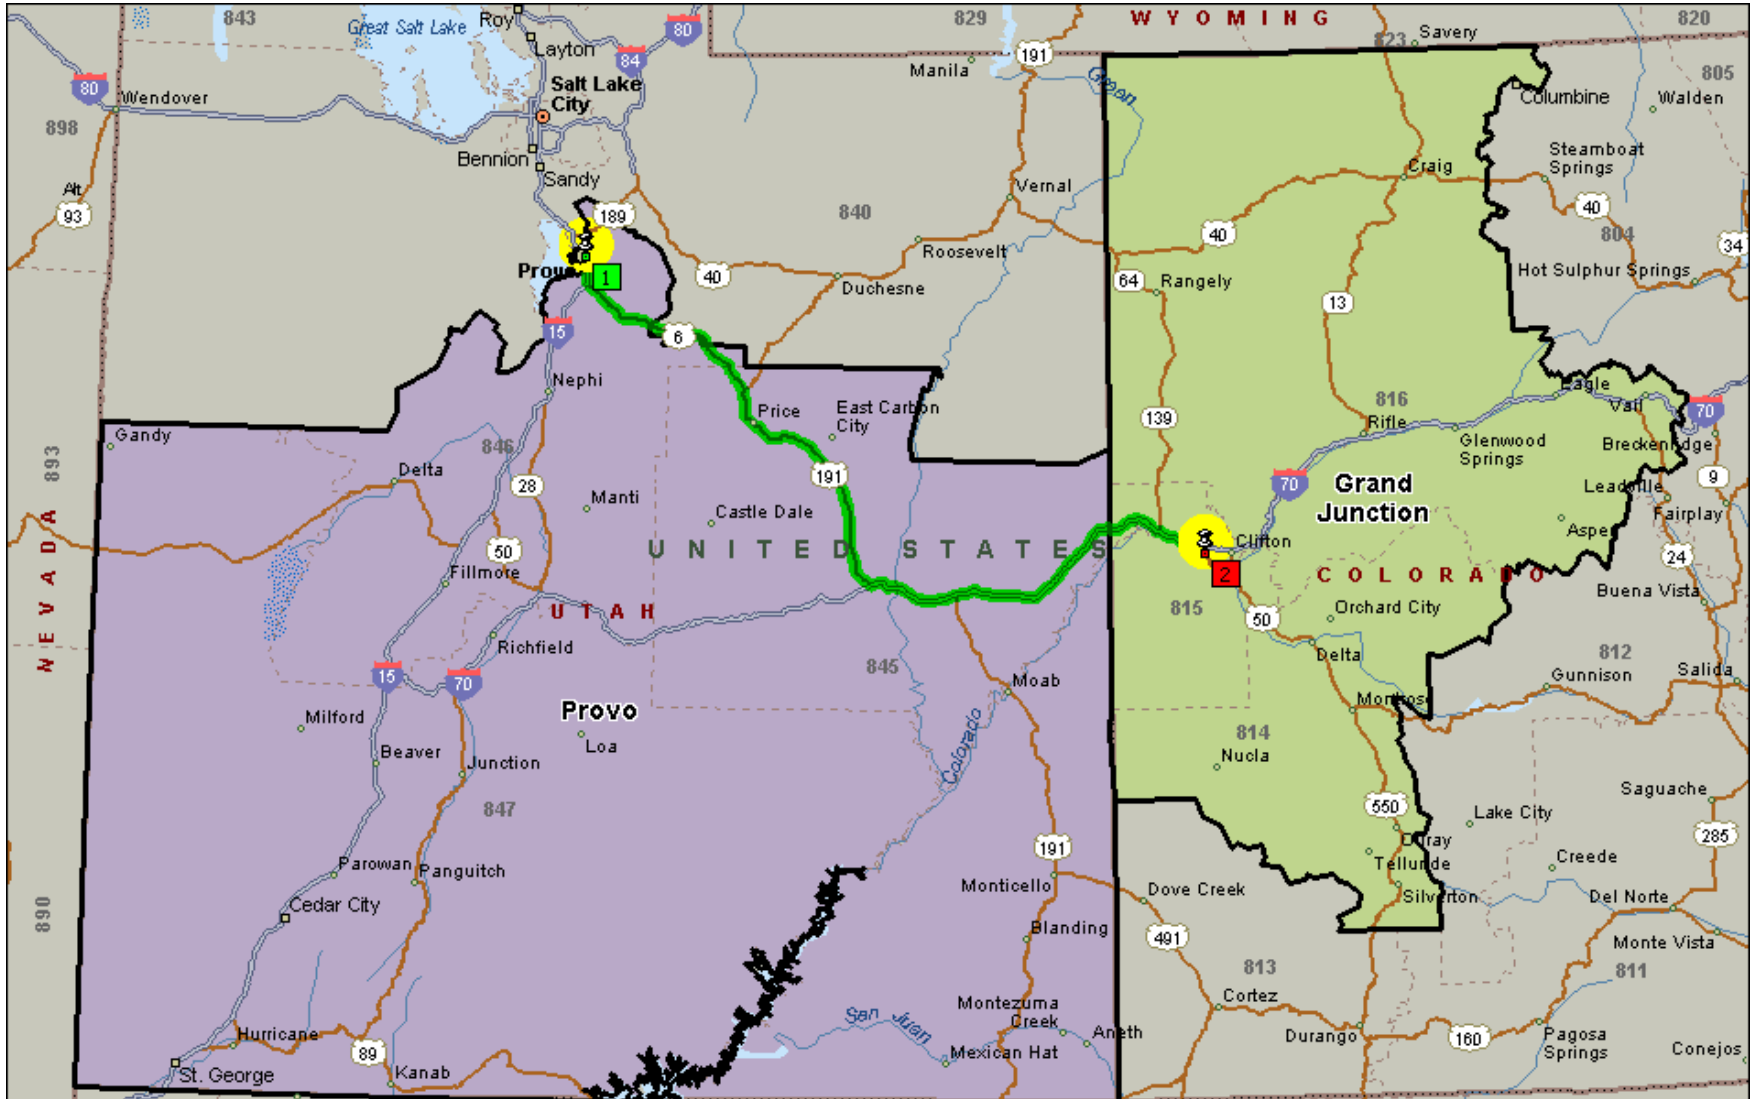 843
829
WYOMING
820
Great Salt Lake
Roy
80
Layton
84
80
Salt Lake
City
Wendover
898
Bennion
Sandy
Alt
93
189
Manila
191
Green
823
Savery
805
Columbine
Walden
Steamboat
Springs
Craig
40
804
34
Hot Sulphur Springs
Vernal
840
Roosevelt
40
Duchesne
40
64
Rangely
13
Provo
1
15
6
Nephi
Price
East Carbon
City
139
816
Rifle
Eagle
Vail
70
Glenwood
Springs
Breckenridge
9
Leadville
Fairplay
Aspe
24
Gandy
893
NEVADA
846
Delta
28
Manti
191
Castle Dale
70
Grand
Junction
50
UNITED STATES
Clifton
2
COLORADO
Fillmore
UTAH
815
Orchard City
Buena Vista
50
Richfield
845
Delta
812
Gunnison
Salida
15
70
Moab
Montrose
Provo
Milford
Loa
814
Nucla
Beaver
Junction
Colorado
847
550
Saguache
Lake City
285
Ouray
Telluride
Creede
Parowan
Panguitch
191
Monticello
Dove Creek
Silverton
Del Norte
890
Cedar City
Blanding
491
Monte Vista
813
811
Cortez
Montezuma
Creek
San Juan
Aneth
Durango
160
Pagosa
Springs
Hurricane
89
Mexican Hat
Conejos
St. George
Kanab